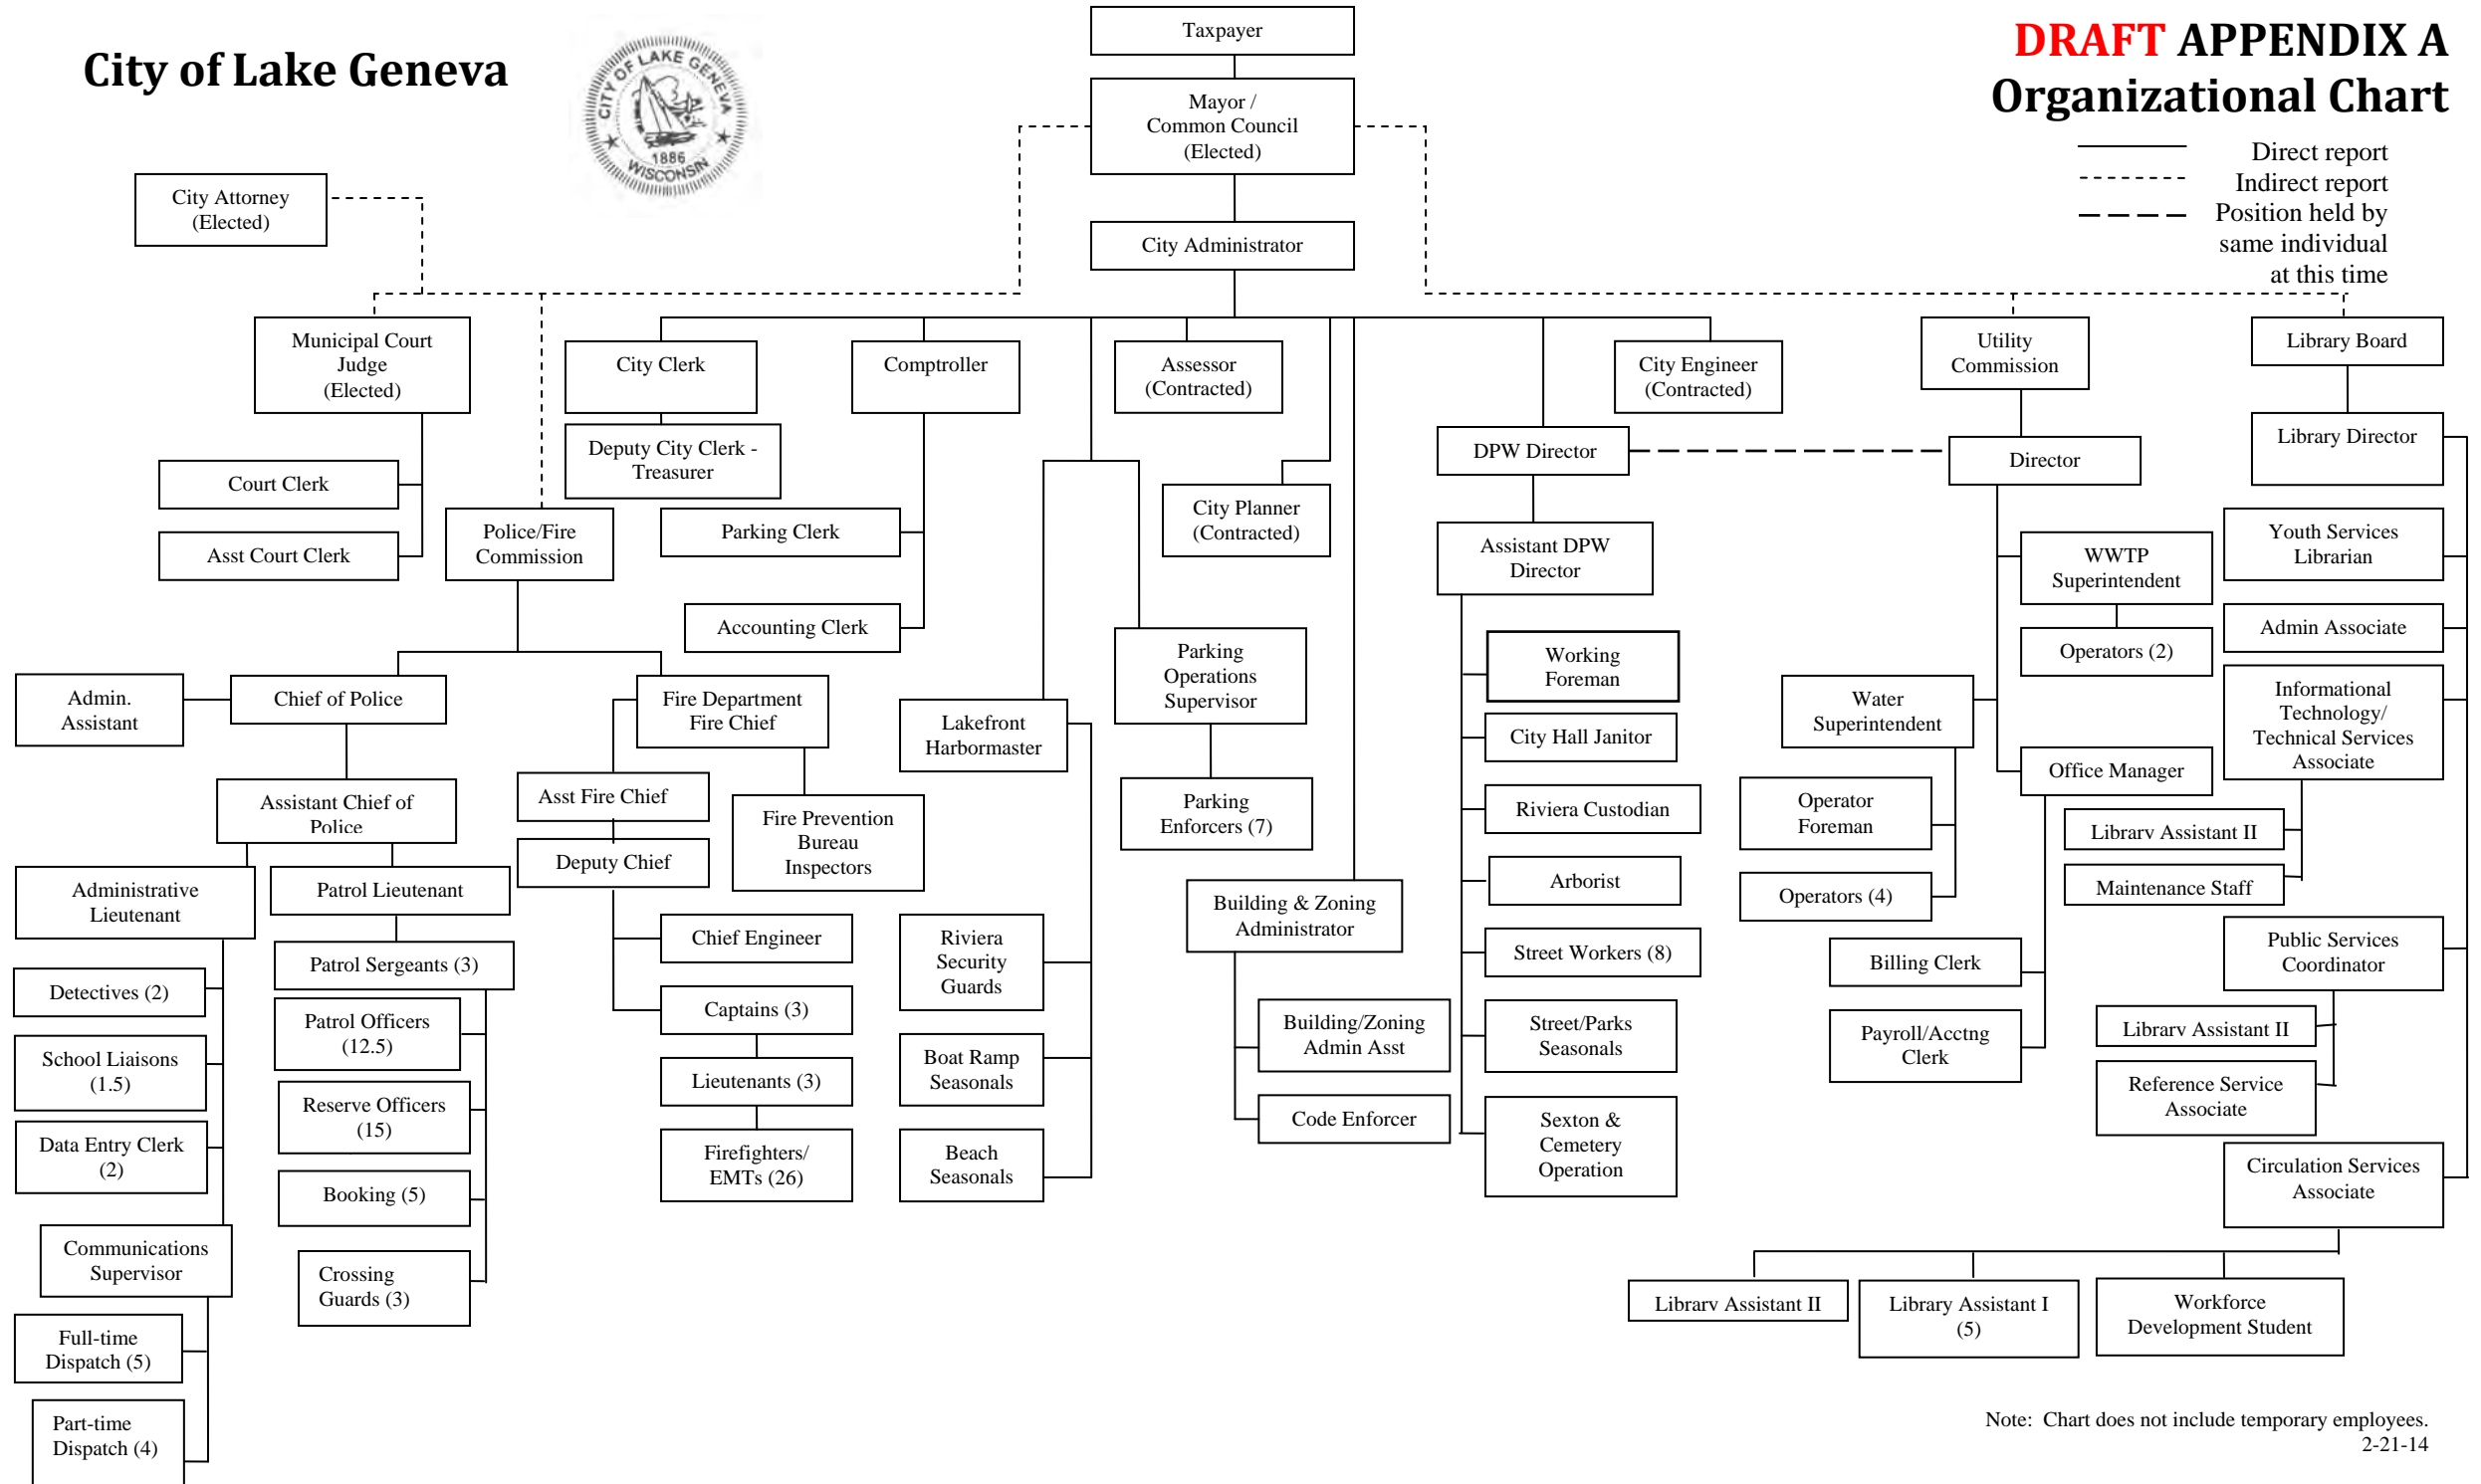 City of Lake Geneva
CITY OF LAKE GENEVA
1886
WISCONSIN
DRAFT APPENDIX A
Organizational Chart
Direct report
Indirect report
Position held by
same individual
at this time
Taxpayer
Mayor /
Common Council
(Elected)
City Attorney
(Elected)
City Administrator
Municipal Court
Judge
(Elected)
City Clerk
Comptroller
Assessor
(Contracted)
City Engineer
(Contracted)
Utility
Commission
Library Board
Deputy City Clerk -
Treasurer
DPW Director
Director
Library Director
Court Clerk
Asst Court Clerk
Police/Fire
Commission
Parking Clerk
Accounting Clerk
City Planner
(Contracted)
Assistant DPW
Director
WWTP
Superintendent
Operators (2)
Youth Services
Librarian
Admin Associate
Admin.
Assistant
Chief of Police
Fire Department
Fire Chief
Lakefront
Harbormaster
Parking
Operations
Supervisor
Working
Foreman
Water
Superintendent
Informational
Technology/
Technical Services
Associate
City Hall Janitor
Office Manager
Assistant Chief of
Police
Asst Fire Chief
Fire Prevention
Bureau
Inspectors
Parking
Enforcers (7)
Riviera Custodian
Operator
Foreman
Library Assistant II
Deputy Chief
Administrative
Lieutenant
Patrol Lieutenant
Building & Zoning
Administrator
Arborist
Operators (4)
Maintenance Staff
Chief Engineer
Riviera
Security
Guards
Street Workers (8)
Billing Clerk
Public Services
Coordinator
Patrol Sergeants (3)
Detectives (2)
Patrol Officers
(12.5)
Captains (3)
Building/Zoning
Admin Asst
Street/Parks
Seasonals
Payroll/Acctng
Clerk
Library Assistant II
School Liaisons
(1.5)
Reserve Officers
(15)
Lieutenants (3)
Boat Ramp
Seasonals
Code Enforcer
Sexton &
Cemetery
Operation
Reference Service
Associate
Data Entry Clerk
(2)
Booking (5)
Firefighters/
EMTs (26)
Beach
Seasonals
Circulation Services
Associate
Communications
Supervisor
Crossing
Guards (3)
Library Assistant II
Library Assistant I
(5)
Workforce
Development Student
Full-time
Dispatch (5)
Part-time
Dispatch (4)
Note:  Chart does not include temporary employees.
2-21-14